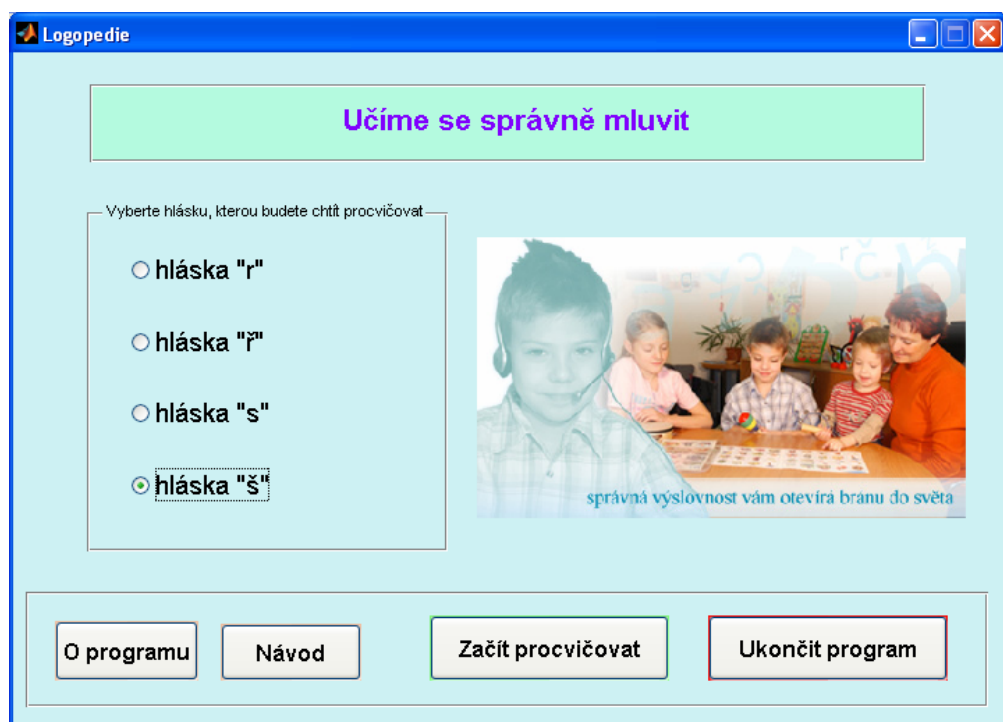 Logopedie
Učíme se správně mluvit
Vyberte hlásku, kterou budete chtít procvičovat
hláska "r"
hláska "ř"
hláska "s"
hláska "š"
správná výslovnost vám otevírá bránu do světa
O programu
Návod
Začít procvičovat
Ukončit program